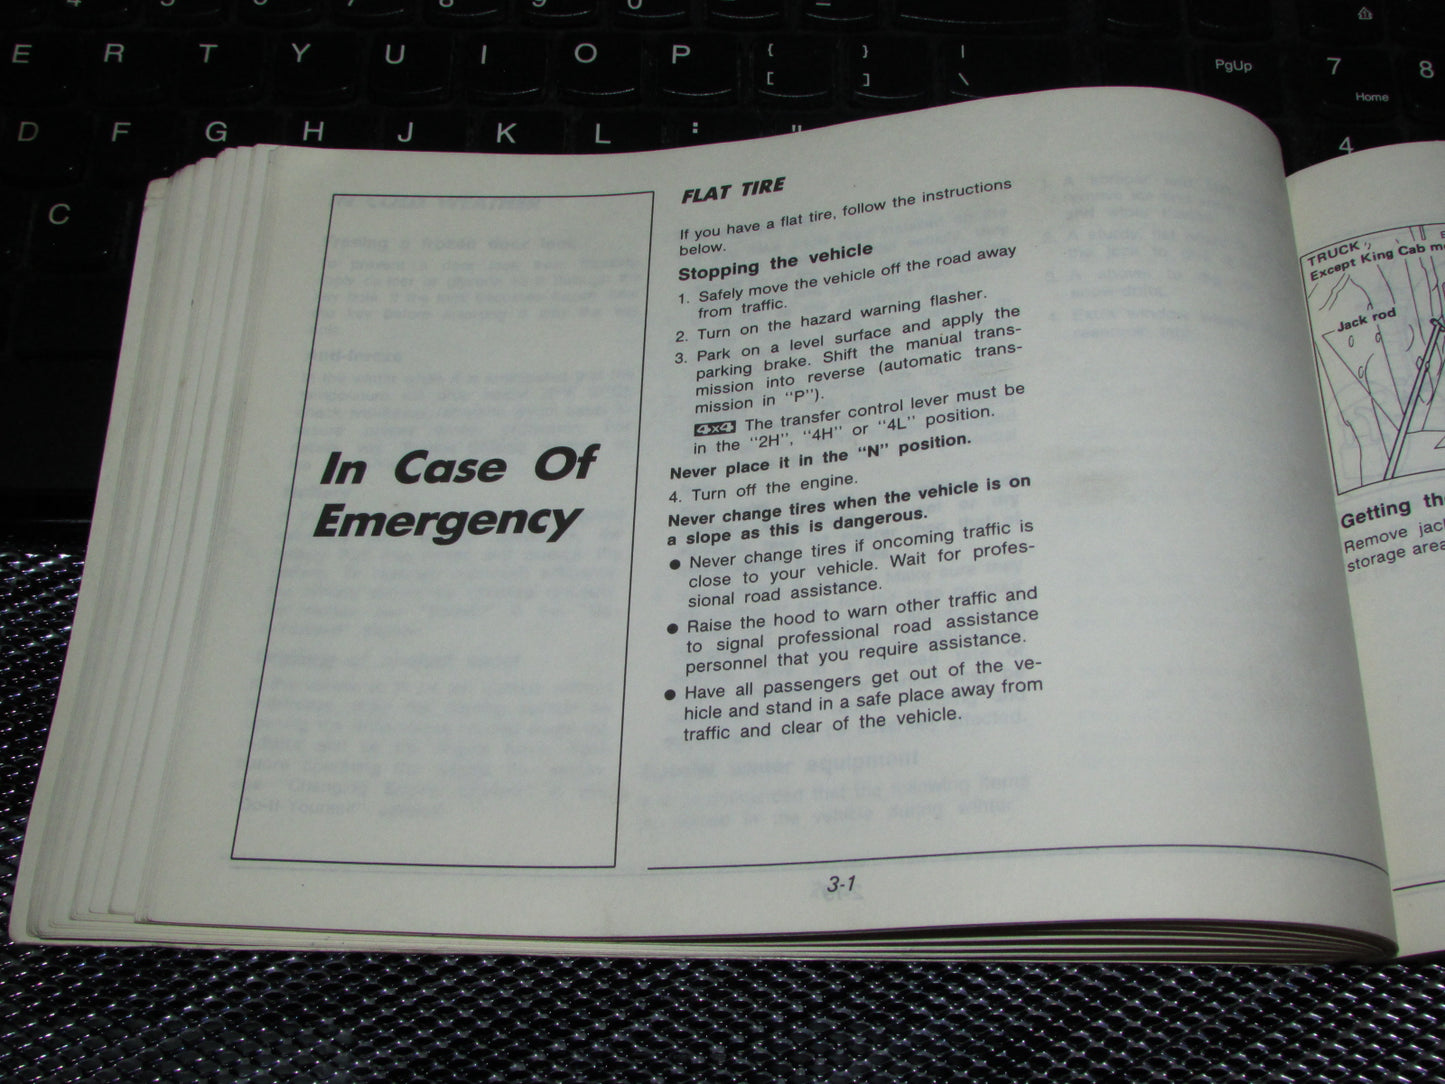 E R T Y U I O P { }
[ ] \
PgUp 7 8
Home
D F G H J K L : "
4
C
In Case Of
Emergency
FLAT TIRE
If you have a flat tire, follow the instructions
below.
Stopping the vehicle
1. Safely move the vehicle off the road away
from traffic.
2. Turn on the hazard warning flasher.
3. Park on a level surface and apply the
parking brake. Shift the manual trans-
mission into reverse (automatic trans-
mission in "P").
4x4 The transfer control lever must be
in the "2H", "4H" or "4L" position.
Never place it in the "N" position.
4. Turn off the engine.
Never change tires when the vehicle is on
a slope as this is dangerous.
● Never change tires if oncoming traffic is
close to your vehicle. Wait for profes-
sional road assistance.
● Raise the hood to warn other traffic and
to signal professional road assistance
personnel that you require assistance.
● Have all passengers get out of the ve-
hicle and stand in a safe place away from
traffic and clear of the vehicle.
3-1
TRUCK
Except King Cab
Jack rod
Getting
Remove
storage